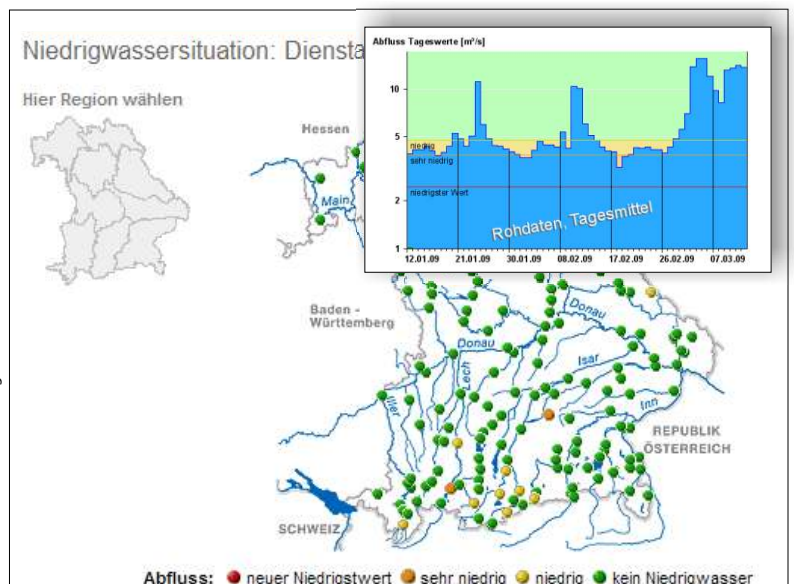 Niedrigwassersituation: Diensta
Hier Region wählen
Abfluss Tageswerte [m³/s]
10
5
niedrig
sehr niedrig
2
niedrigster Wert
Rohdaten, Tagesmittel
1
12.01.09 21.01.09 30.01.09 08.02.09 17.02.09 26.02.09 07.03.09
Hessen
Main
Baden -
Württemberg
Donau
Donau
Isar
Lech
Iller
Inn
REPUBLIK
ÖSTERREICH
SCHWEIZ
Abfluss: neuer Niedrigstwert sehr niedrig niedrig kein Niedrigwasser